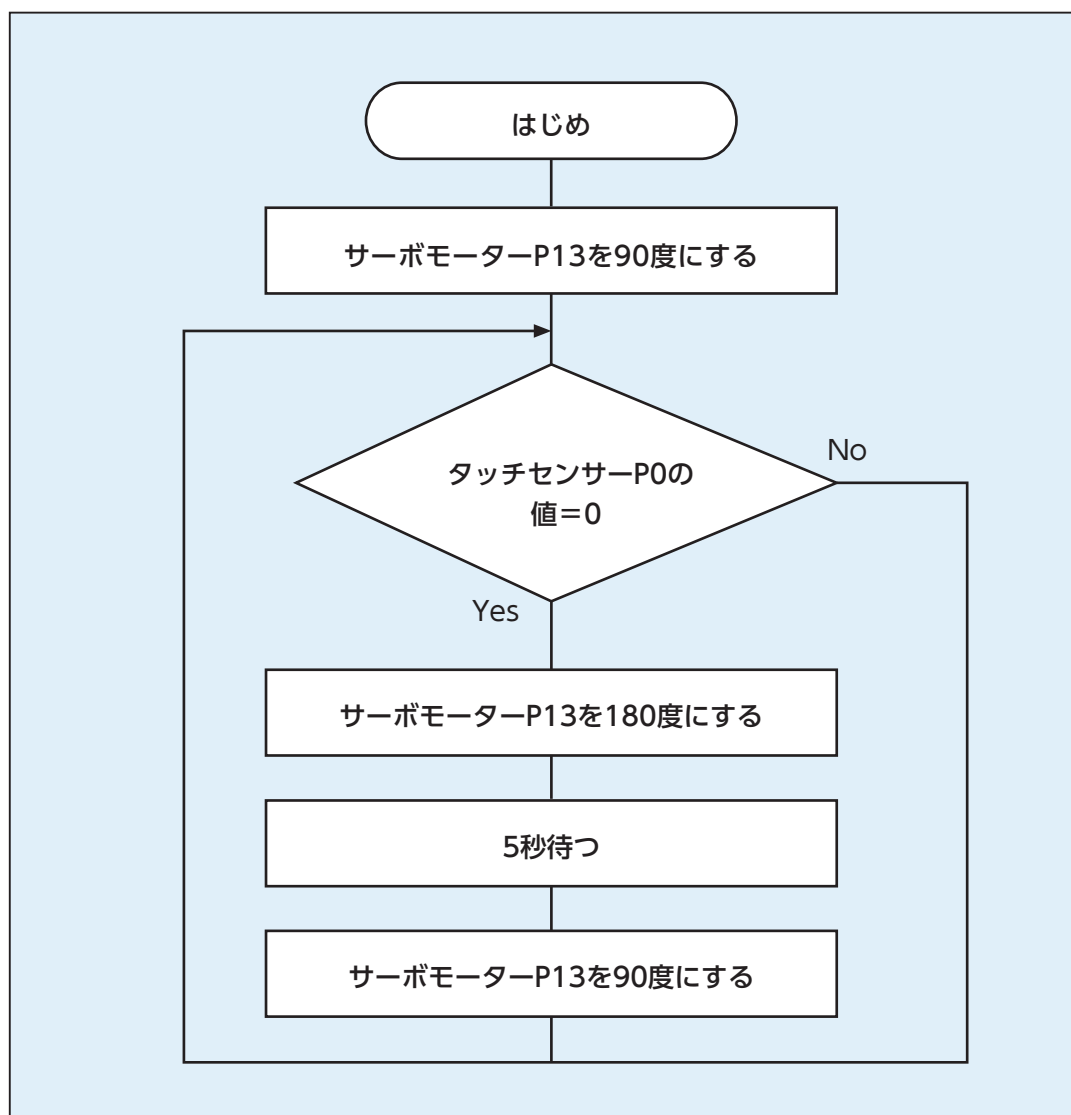 はじめ
サーボモーターP13を90度にする
タッチセンサーP0の
値＝0
No
Yes
サーボモーターP13を180度にする
5秒待つ
サーボモーターP13を90度にする